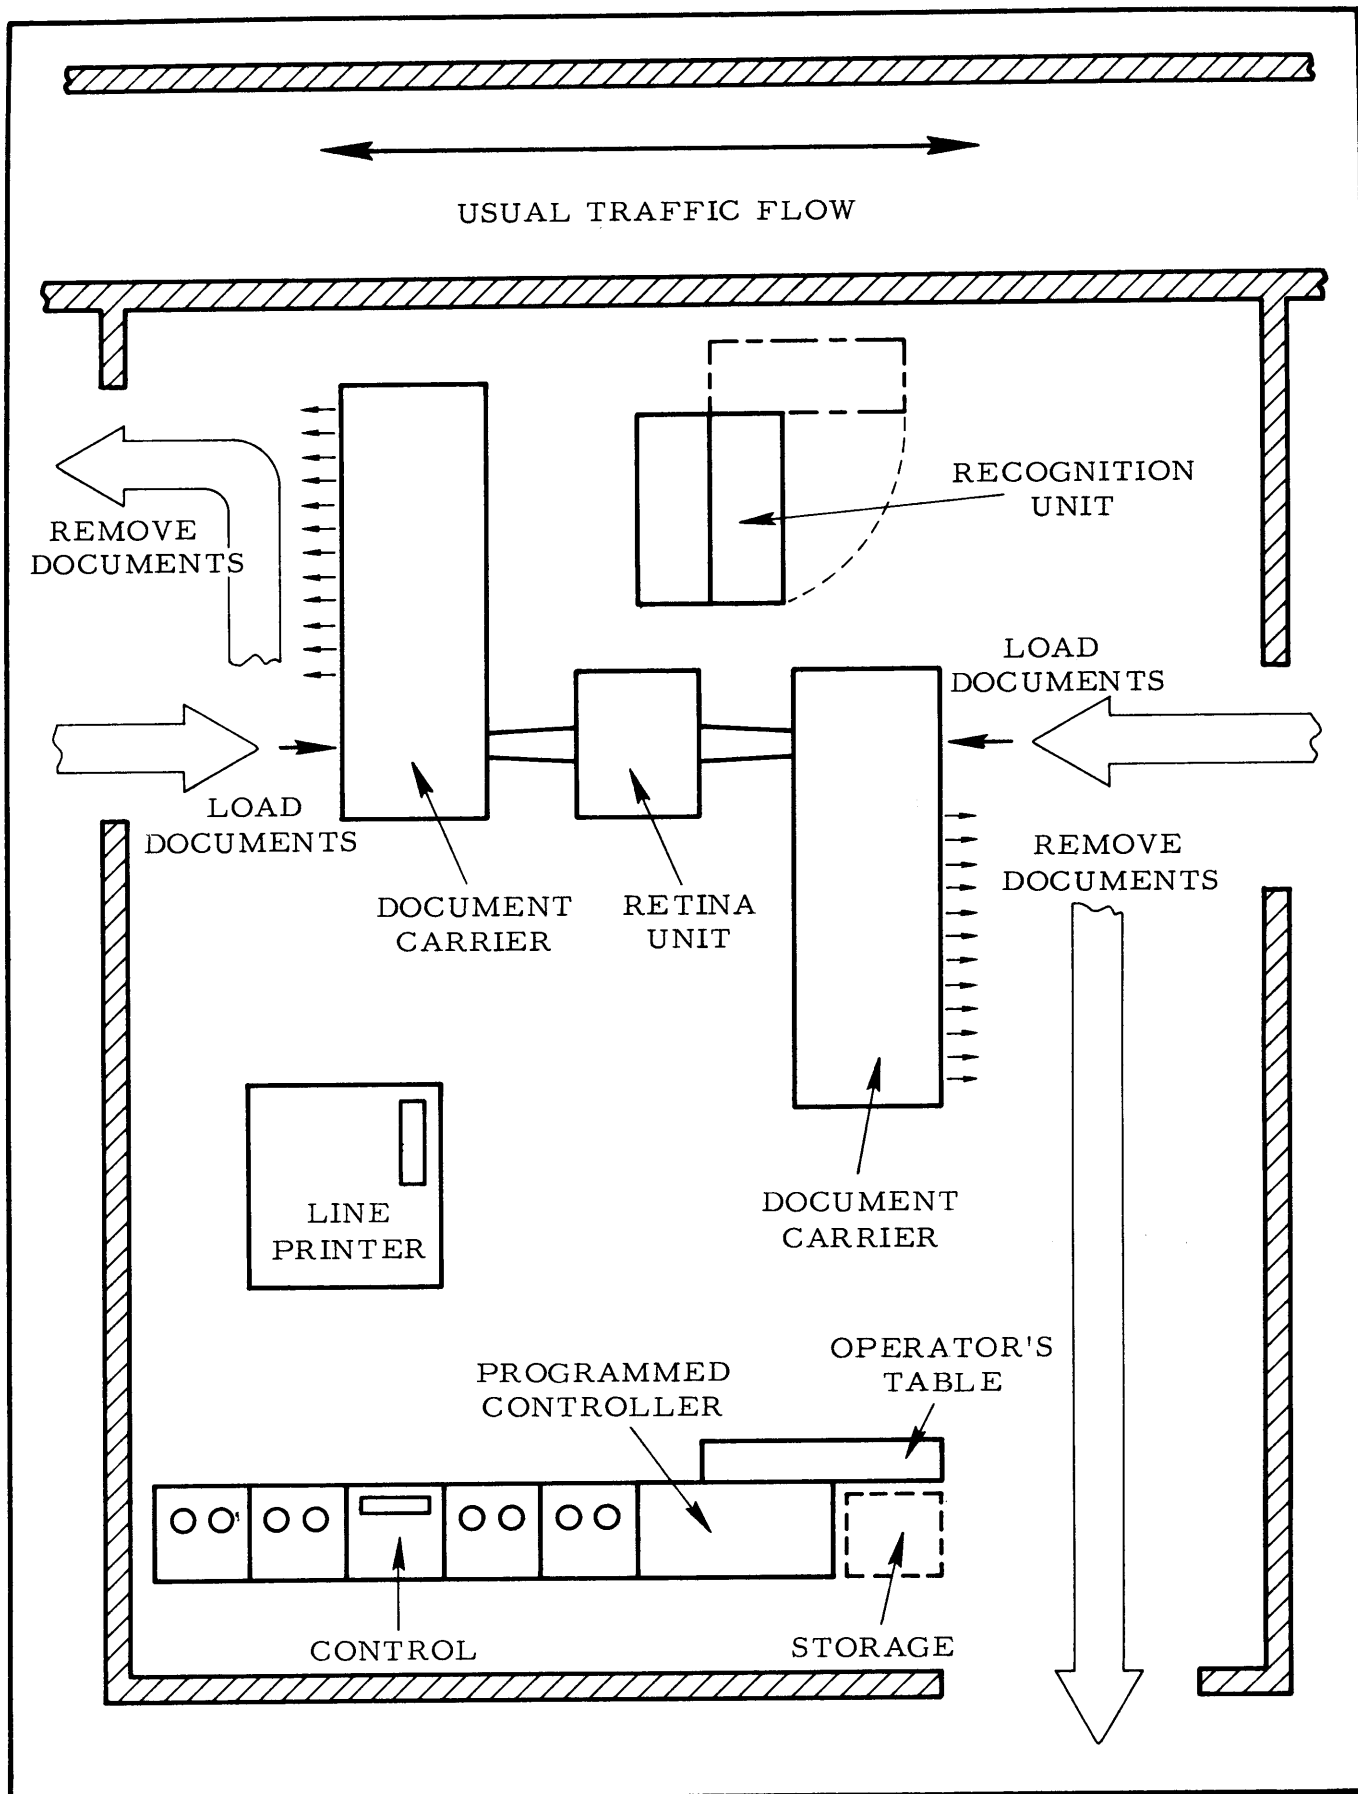 USUAL TRAFFIC FLOW
RECOGNITION
UNIT
REMOVE
DOCUMENTS
LOAD
DOCUMENTS
LOAD
DOCUMENTS
REMOVE
DOCUMENTS
DOCUMENT
CARRIER
RETINA
UNIT
DOCUMENT
CARRIER
LINE
PRINTER
OPERATOR'S
TABLE
PROGRAMMED
CONTROLLER
CONTROL
STORAGE